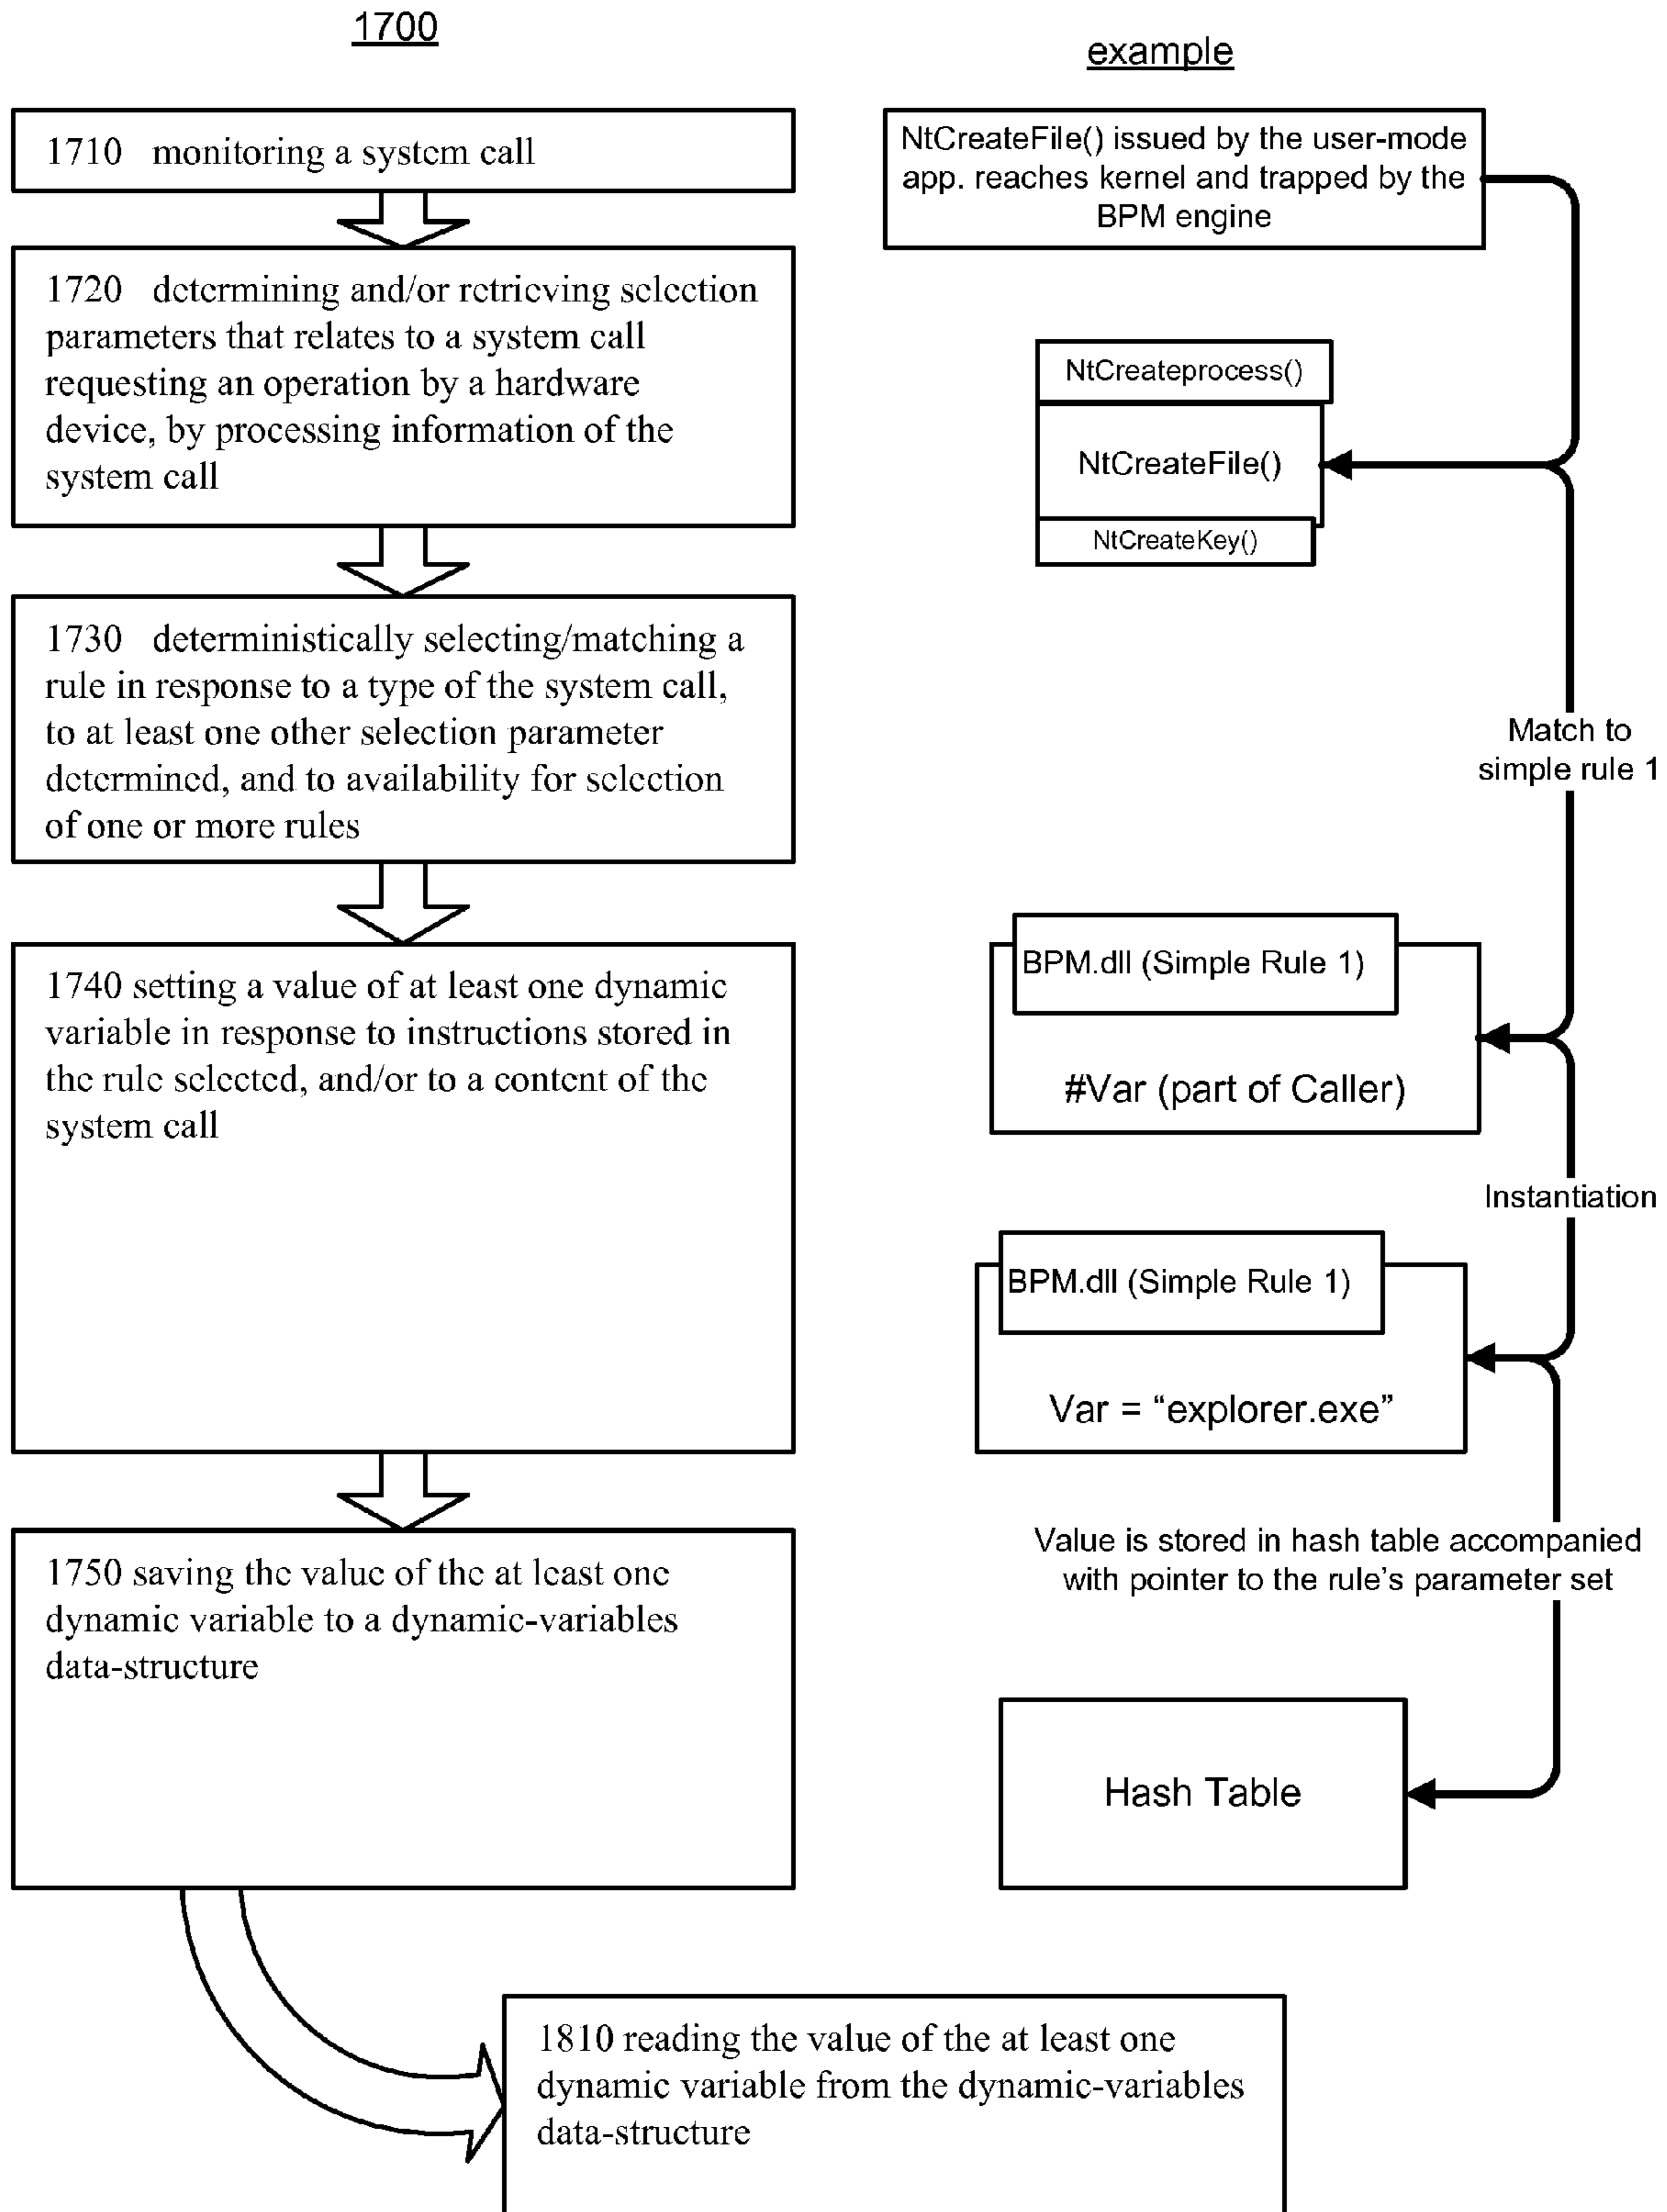 1700
1710 monitoring a system call
1720 determining and/or retrieving selection
parameters that relates to a system call
requesting an operation by a hardware
device, by processing information of the
system call
1730 deterministically selecting/matching a
rule in response to a type of the system call,
to at least one other selection parameter
determined, and to availability for selection
of one or more rules
1740 setting a value of at least one dynamic
variable in response to instructions stored in
the rule selected, and/or to a content of the
system call
1750 saving the value of the at least one
dynamic variable to a dynamic-variables
data-structure
1810 reading the value of the at least one
dynamic variable from the dynamic-variables
data-structure
example
NtCreateFile() issued by the user-mode
app. reaches kernel and trapped by the
BPM engine
NtCreateprocess()
NtCreateFile()
NtCreateKey()
Match to
simple rule 1
BPM.dll (Simple Rule 1)
#Var (part of Caller)
Instantiation
BPM.dll (Simple Rule 1)
Var = “explorer.exe”
Value is stored in hash table accompanied
with pointer to the rule’s parameter set
Hash Table